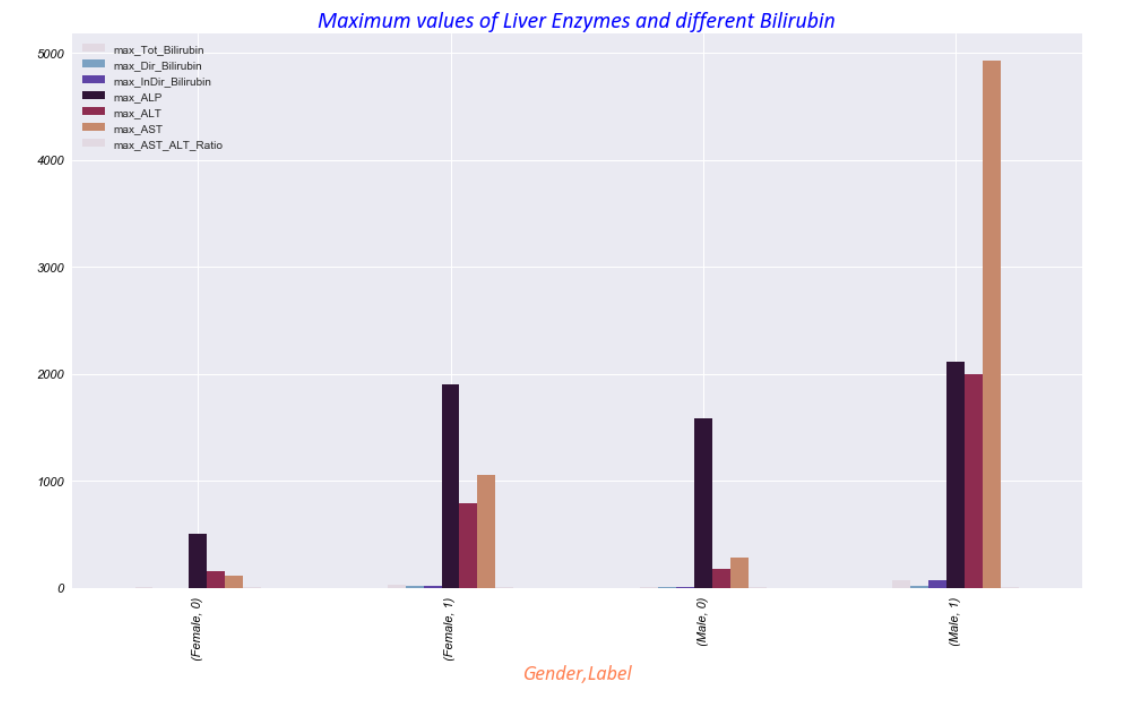 Maximum values of Liver Enzymes and different Bilirubin
max_Tot_Bilirubin
max_Dir_Bilirubin
max_InDir_Bilirubin
max_ALP
max_ALT
max_AST
max_AST_ALT_Ratio
5000
4000
3000
2000
1000
0
(Female, 0)
(Female, 1)
(Male, 0)
(Male, 1)
Gender,Label